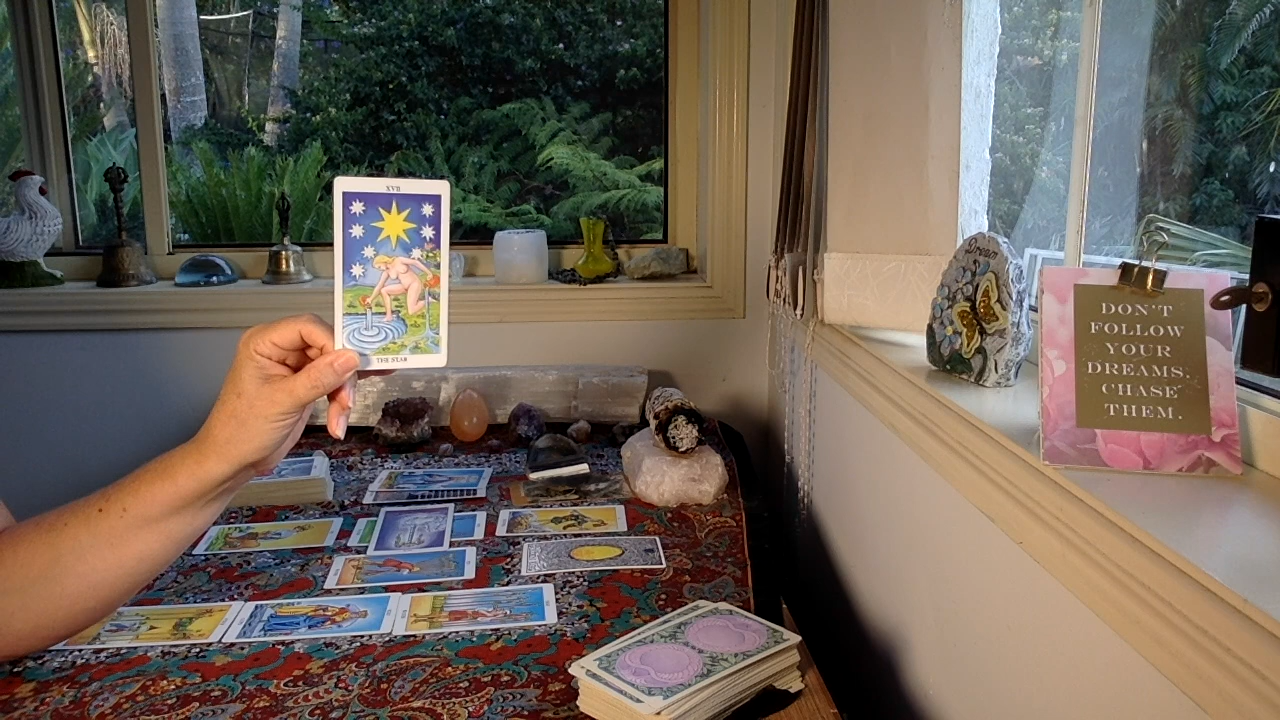 XVII
THE STAR
Dream
DON'T
FOLLOW
YOUR
DREAMS.
CHASE
THEM.